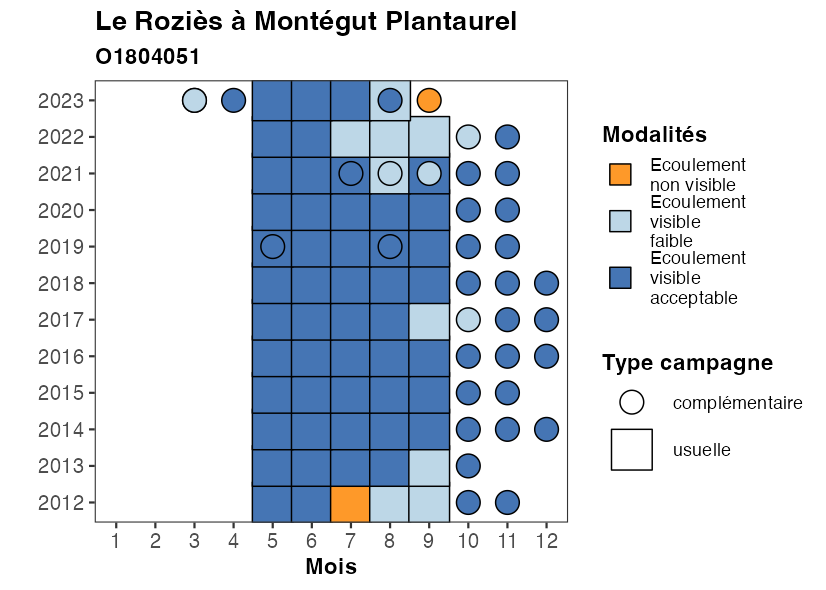 Le Roziès à Montégut Plantaurel
O1804051
2023
2022
2021
2020
2019
2018
2017
2016
2015
2014
2013
2012
1 2 3 4 5 6 7 8 9 10 11 12
Mois
Modalités
Ecoulement
non visible
Ecoulement
visible
faible
Ecoulement
visible
acceptable
Type campagne
complémentaire
usuelle